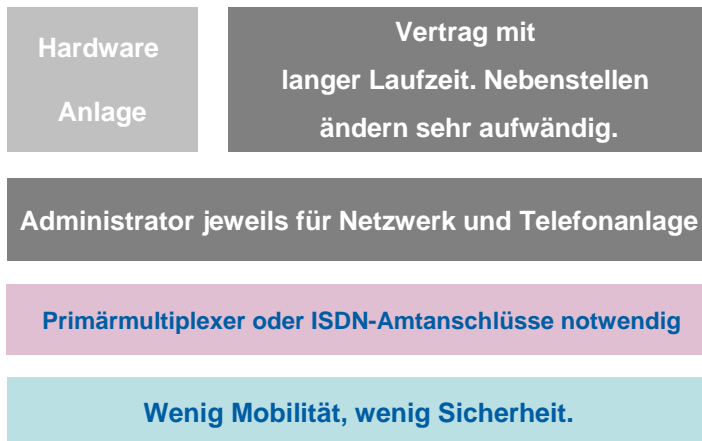 Hardware
Anlage
Vertrag mit
langer Laufzeit. Nebenstellen
ändern sehr aufwändig.
Administrator jeweils für Netzwerk und Telefonanlage
Primärmultiplexer oder ISDN-Amtanschlüsse notwendig
Wenig Mobilität, wenig Sicherheit.